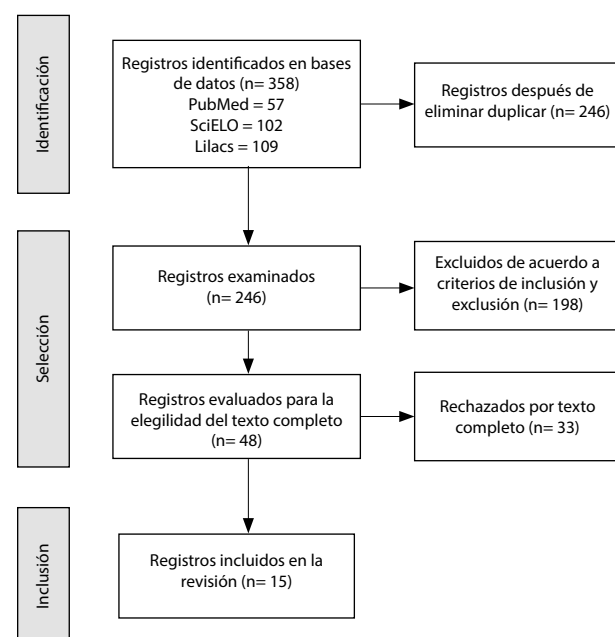 Identificación
Registros identificados en bases
de datos (n= 358)
PubMed = 57
SciELO = 102
Lilacs = 109
Registros después de
eliminar duplicar (n= 246)
Selección
Registros examinados
(n= 246)
Excluidos de acuerdo a
criterios de inclusión y
exclusión (n= 198)
Registros evaluados para la
elegilidad del texto completo
(n= 48)
Rechazados por texto
completo (n= 33)
Inclusión
Registros incluidos en la
revisión (n= 15)